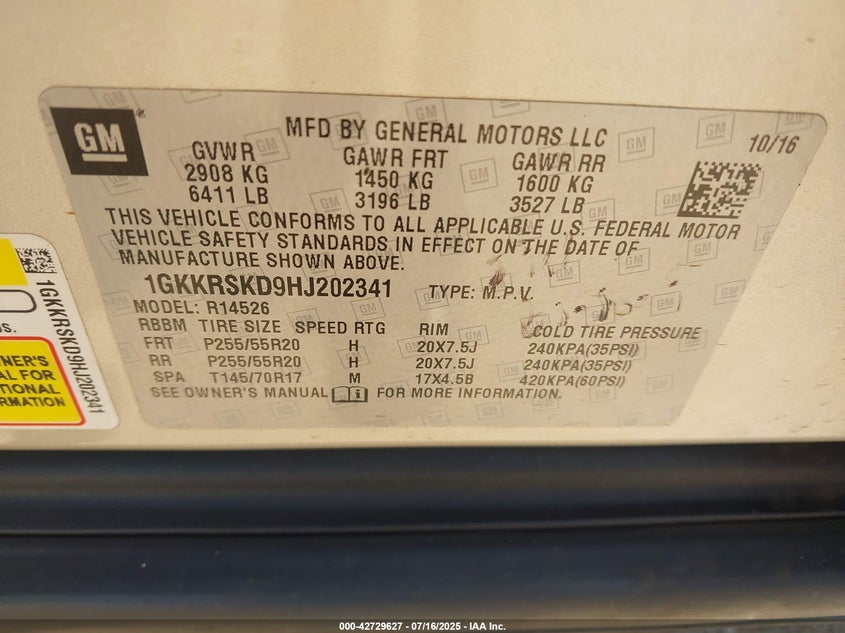 GM
MFD BY GENERAL MOTORS LLC
10/16
GVWR GAWR FRT GAWR RR
2908 KG 1450 KG 1600 KG
6411 LB 3196 LB 3527 LB
THIS VEHICLE CONFORMS TO ALL APPLICABLE U.S. FEDERAL MOTOR
VEHICLE SAFETY STANDARDS IN EFFECT ON THE DATE OF
MANUFACTURE SHOWN ABOVE.
1GKKRSKD9HJ202341 TYPE: M.P.V.
MODEL: R14526
RBBM TIRE SIZE SPEED RTG RIM COLD TIRE PRESSURE
FRT P255/55R20 H 20X7.5J 240KPA(35PSI)
RR P255/55R20 H 20X7.5J 240KPA(35PSI)
SPA T145/70R17 M 17X4.5B 420KPA(60PSI)
SEE OWNER'S MANUAL FOR MORE INFORMATION.
1GKKRSKD9HJ202341
OWNER'S
FOR
000-42729627 - 07/16/2025 - IAA Inc.